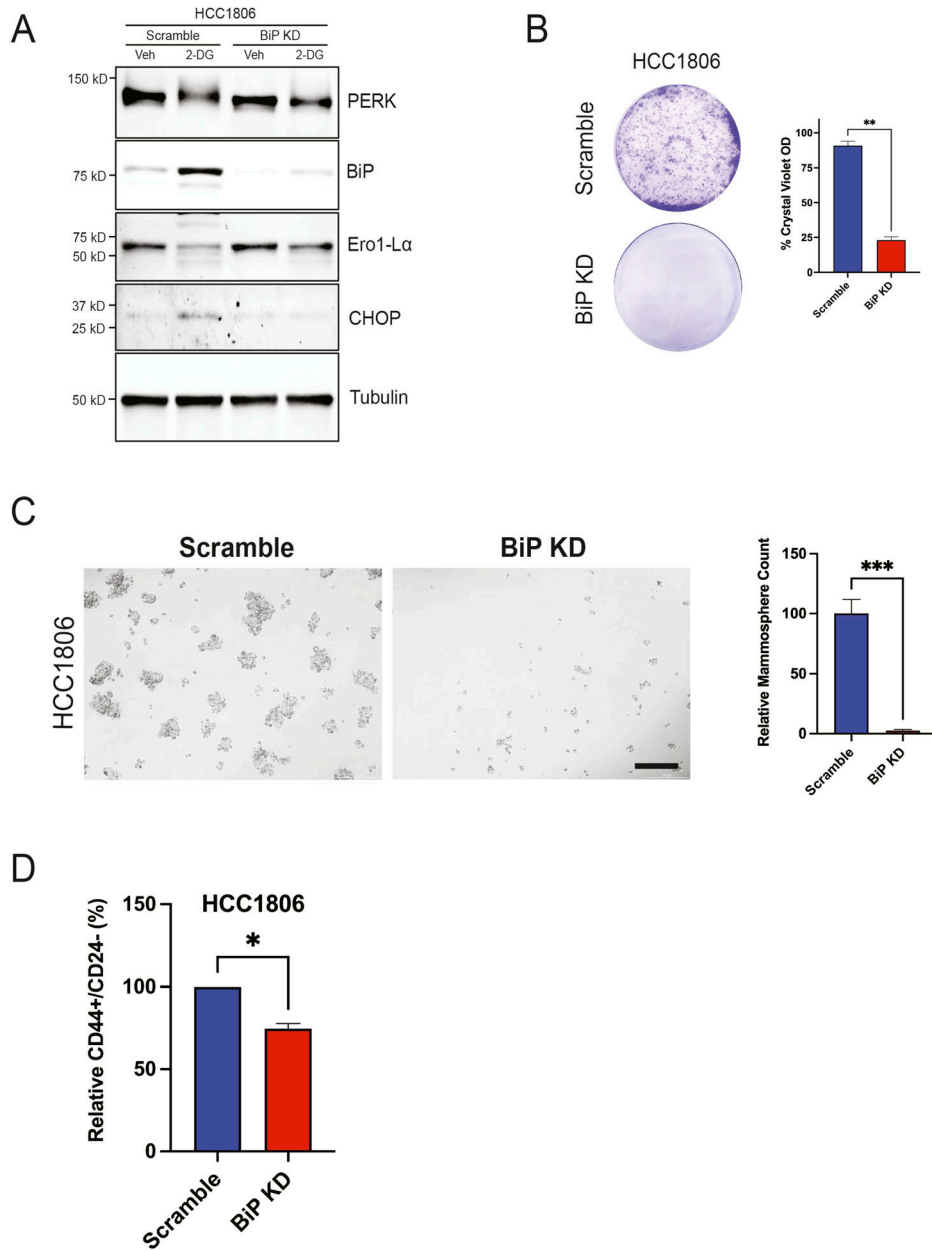 A
HCC1806
Scramble BiP KD
Veh 2-DG Veh 2-DG
150 kD
PERK
75 kD
BiP
75 kD
50 kD
Ero1-Lα
37 kD
25 kD
CHOP
50 kD
Tubulin
B
HCC1806
Scramble
BiP KD
% Crystal Violet OD
100
75
50
25
0
**
Scramble
BiP KD
C
Scramble
BiP KD
HCC1806
Relative Mammosphere Count
150
100
50
0
***
Scramble
BiP KD
D
HCC1806
Relative CD44+/CD24- (%)
150
100
50
0
*
Scramble
BiP KD